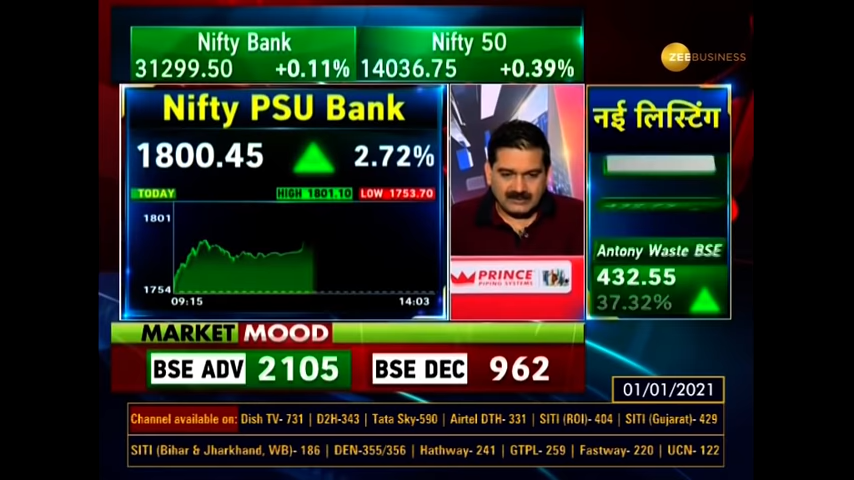 Nifty Bank
31299.50 +0.11%
Nifty 50
14036.75 +0.39%
ZEEBUSINESS
Nifty PSU Bank
1800.45 2.72%
TODAY HIGH 1801.10 LOW 1753.70
1801
1754
09:15 14:03
PRINCE
PIPING SYSTEMS
नई लिस्टिंग
Antony Waste BSE
432.55
37.32%
MARKET MOOD
BSE ADV 2105 BSE DEC 962
01/01/2021
Channel available on: Dish TV- 731 | D2H-343 | Tata Sky-590 | Airtel DTH- 331 | SITI (ROI)- 404 | SITI (Gujarat)- 429
SITI (Bihar & Jharkhand, WB)- 186 | DEN-355/356 | Hathway- 241 | GTPL- 259 | Fastway- 220 | UCN- 122